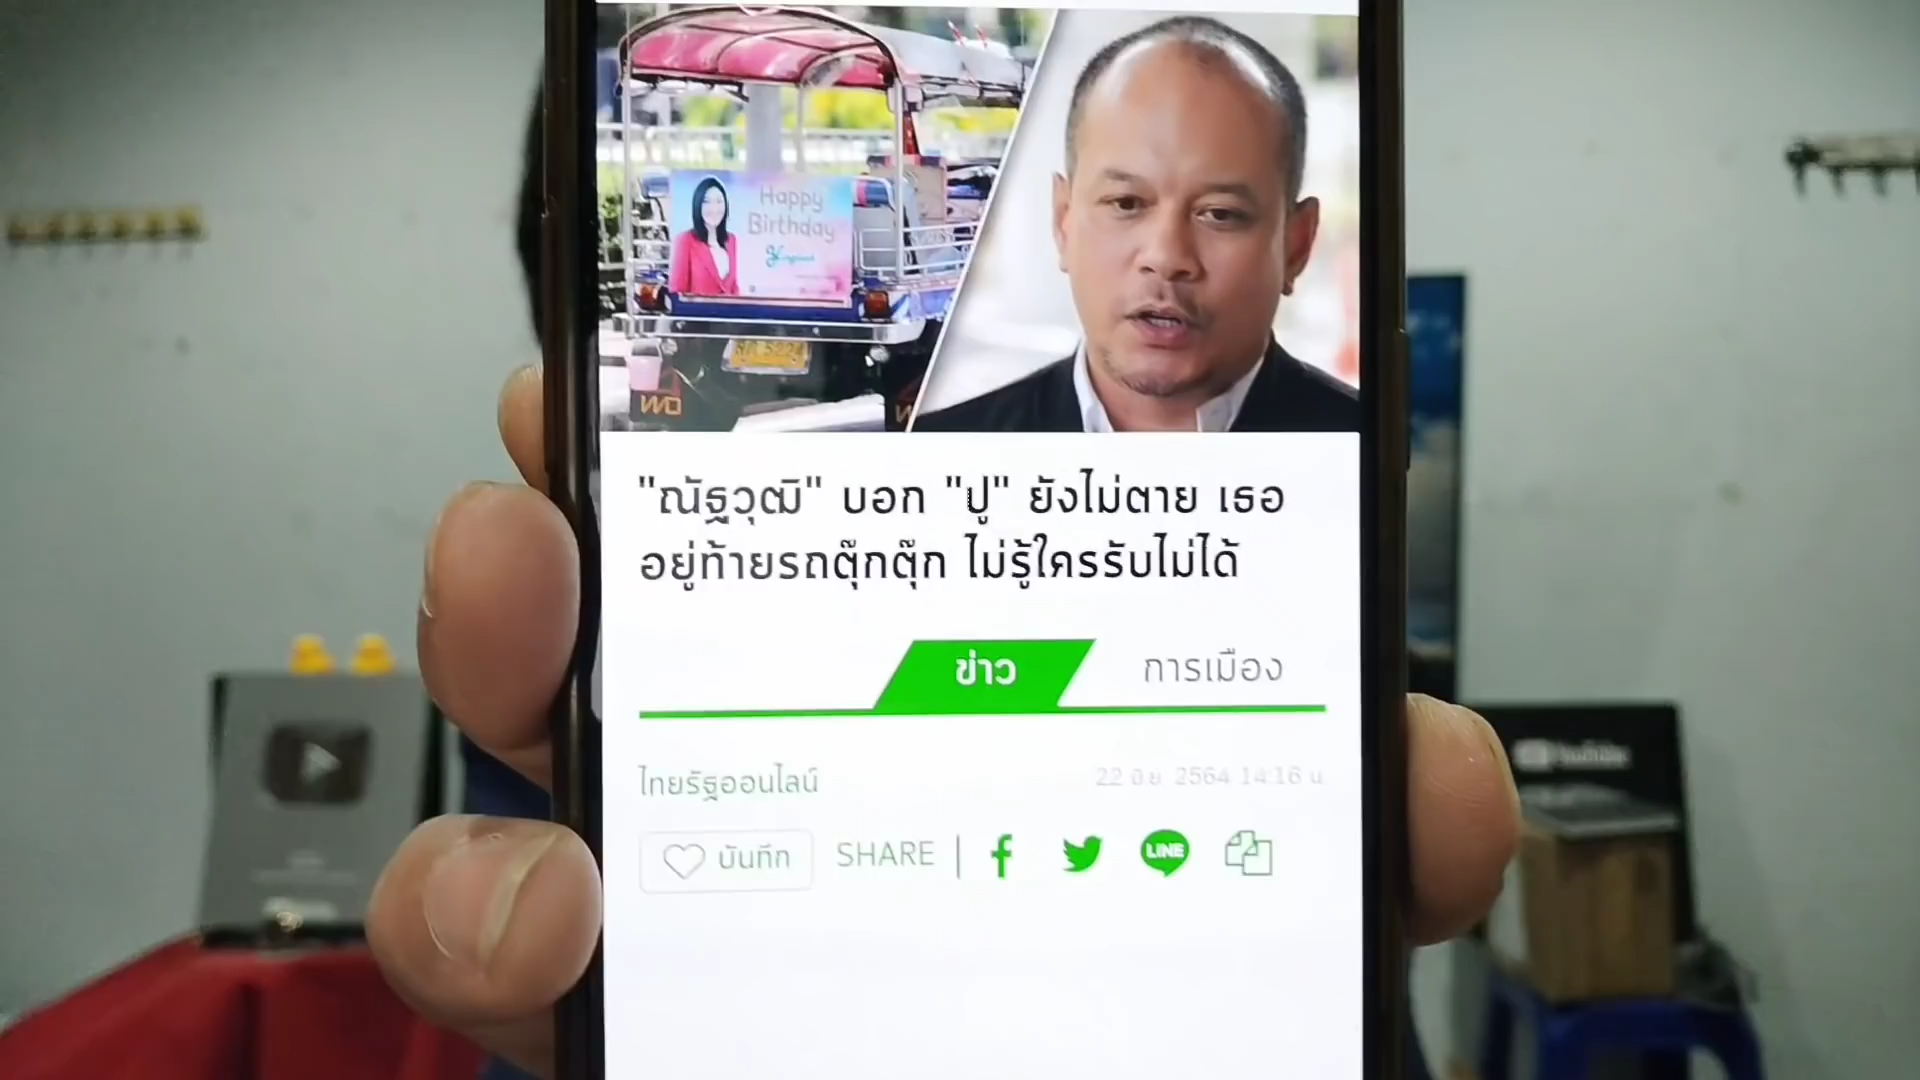 Happy
Birthday
"ณัฐวุฒิ" บอก "ปู" ยังไม่ตาย เธอ
อยู่ท้ายรถตุ๊กตุ๊ก ไม่รู้ใครรับไม่ได้
ข่าว
การเมือง
ไทยรัฐออนไลน์
22 มิ.ย. 2564 14:16 น.
บันทึก
SHARE
LINE
YouTube